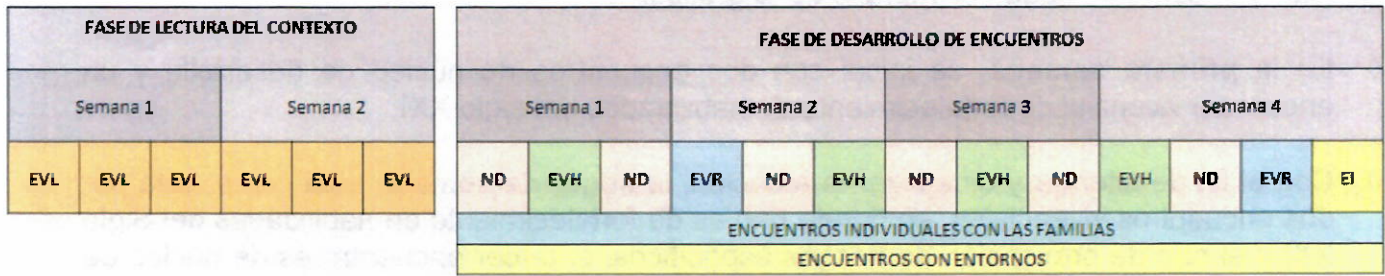 FASE DE LECTURA DEL CONTEXTO
Semana 1 Semana 2
EVL EVL EVL EVL EVL EVL
FASE DE DESARROLLO DE ENCUENTROS
Semana 1 Semana 2 Semana 3 Semana 4
ND EVH ND EVR ND EVH ND EVH ND EVH ND EVR EI
ENCUENTROS INDIVIDUALES CON LAS FAMILIAS
ENCUENTROS CON ENTORNOS